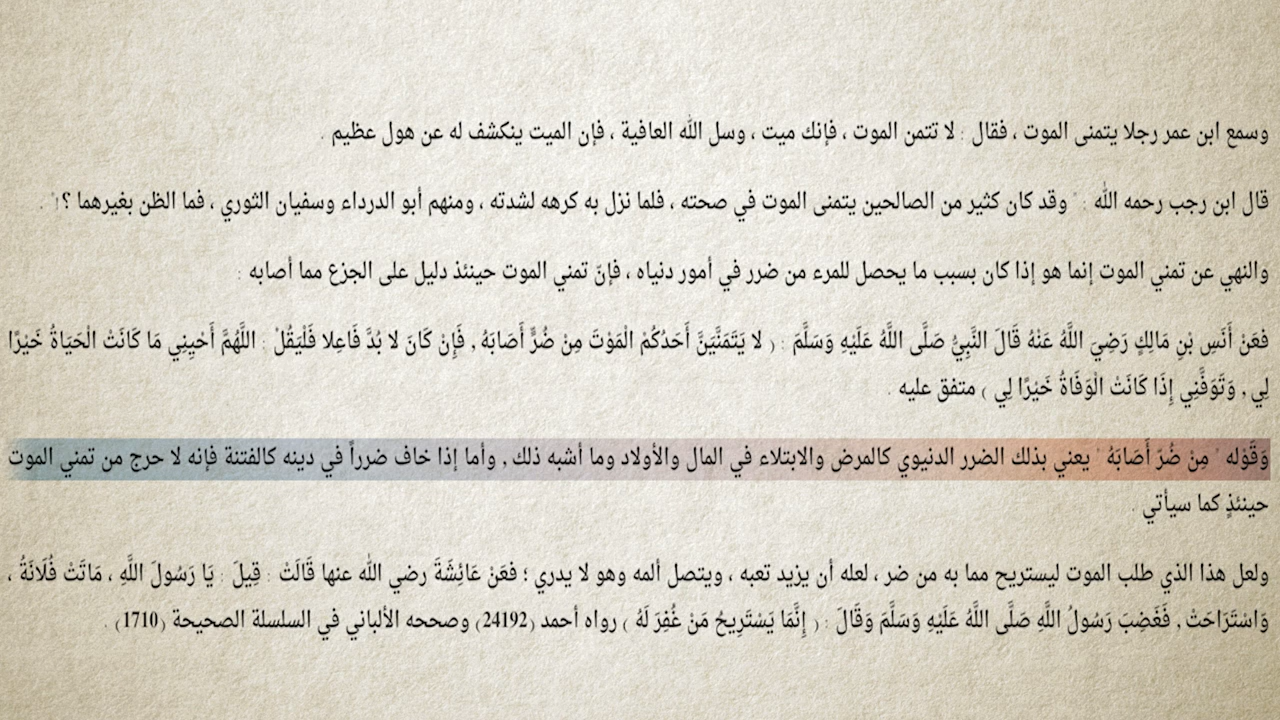 وسمع ابن عمر رجلا يتمنى الموت ، فقال : لا تتمن الموت ، فإنك ميت ، وسل الله العافية ، فإن الميت ينكشف له عن هول عظيم .
قال ابن رجب رحمه الله : " وقد كان كثير من الصالحين يتمنى الموت في صحته ، فلما نزل به كرهه لشدته ، ومنهم أبو الدرداء وسفيان الثوري ، فما الظن بغيرهما ؟! " .
والنهي عن تمني الموت إنما هو إذا كان بسبب ما يحصل للمرء من ضرر في أمور دنياه ، فإنّ تمني الموت حينئذ دليل على الجزع مما أصابه :
فعَنْ أَنَسِ بْنِ مَالِكٍ رَضِيَ اللَّهُ عَنْهُ قَالَ النَّبِيُّ صَلَّى اللَّهُ عَلَيْهِ وَسَلَّمَ : ( لا يَتَمَنَّيَنَّ أَحَدُكُمْ الْمَوْتَ مِنْ ضُرٍّ أَصَابَهُ , فَإِنْ كَانَ لا بُدَّ فَاعِلا فَلْيَقُلْ : اللَّهُمَّ أَحْيِنِي مَا كَانَتْ الْحَيَاةُ خَيْرًا
لِي , وَتَوَفَّنِي إِذَا كَانَتْ الْوَفَاةُ خَيْرًا لِي ) متفق عليه .
وَقَوْله " مِنْ ضُرّ أَصَابَهُ " يعني بذلك الضرر الدنيوي كالمرض والابتلاء في المال والأولاد وما أشبه ذلك , وأما إذا خاف ضرراً في دينه كالفتنة فإنه لا حرج من تمني الموت
حينئذٍ كما سيأتي .
ولعل هذا الذي طلب الموت ليستريح مما به من ضر ، لعله أن يزيد تعبه ، ويتصل ألمه وهو لا يدري ؛ فعَنْ عَائِشَةَ رضي الله عنها قَالَتْ : قِيلَ : يَا رَسُولَ اللَّهِ ، مَاتَتْ فُلَانَةُ ،
وَاسْتَرَاحَتْ , فَغَضِبَ رَسُولُ اللَّهِ صَلَّى اللَّهُ عَلَيْهِ وَسَلَّمَ وَقَالَ : ( إِنَّمَا يَسْتَرِيحُ مَنْ غُفِرَ لَهُ ) رواه أحمد (24192) وصححه الألباني في السلسلة الصحيحة (1710) .